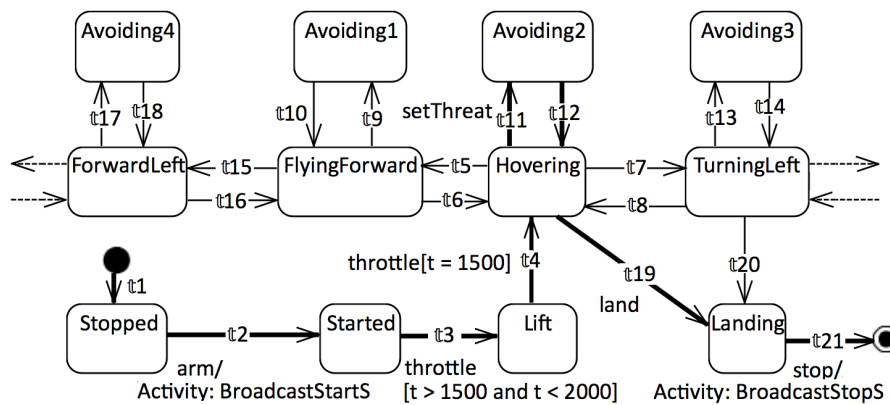 Avoiding4 Avoiding1 Avoiding2 Avoiding3
𝕥17 𝕥18 𝕥10 𝕥9 setThreat 𝕥11 𝕥12 𝕥13 𝕥14
ForwardLeft 𝕥15 FlyingForward 𝕥5 Hovering 𝕥7 TurningLeft
𝕥16 𝕥6 𝕥8
throttle[t = 1500] 𝕥4 𝕥19 𝕥20
𝕥1 land
Stopped 𝕥2 Started 𝕥3 Lift Landing 𝕥21
arm/ throttle stop/
Activity: BroadcastStartS [t > 1500 and t < 2000] Activity: BroadcastStopS